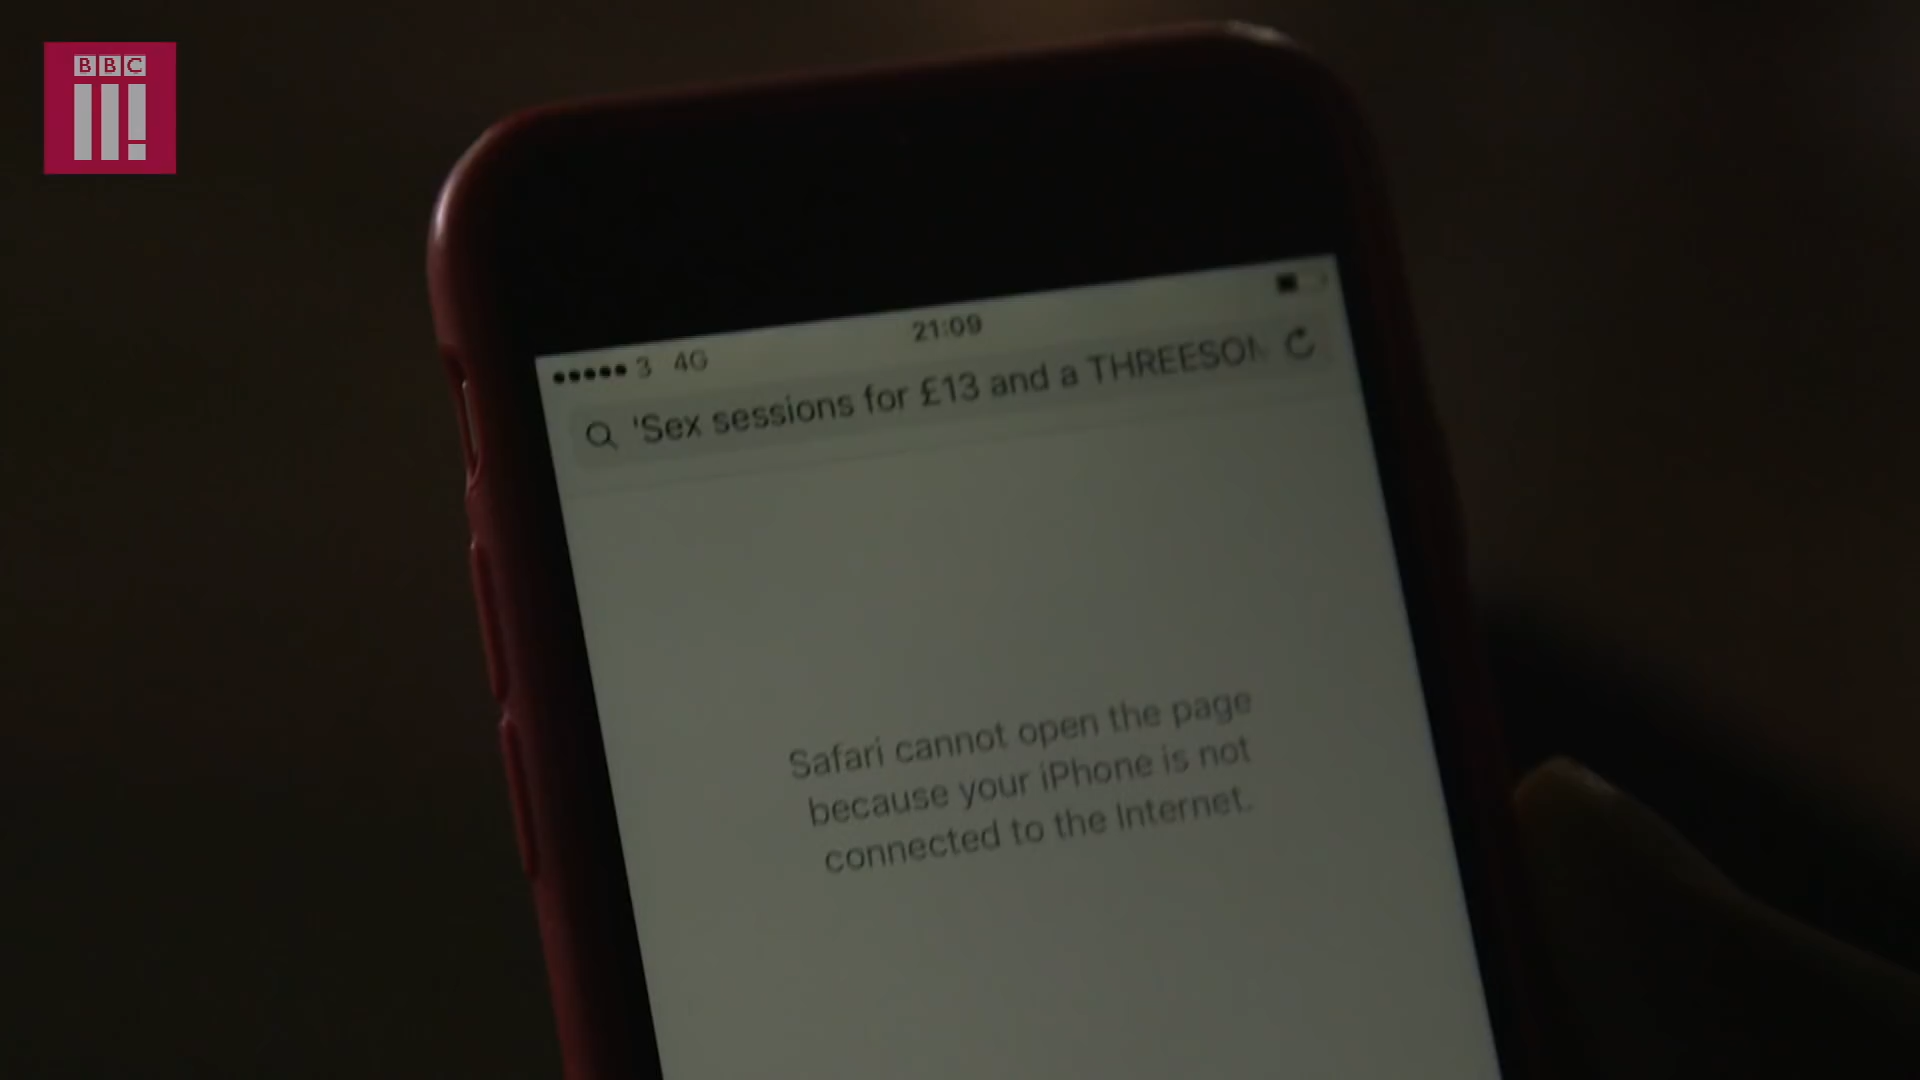 BBC
21:09
3 4G
'Sex sessions for £13 and a THREESOM
Safari cannot open the page
because your iPhone is not
connected to the Internet.